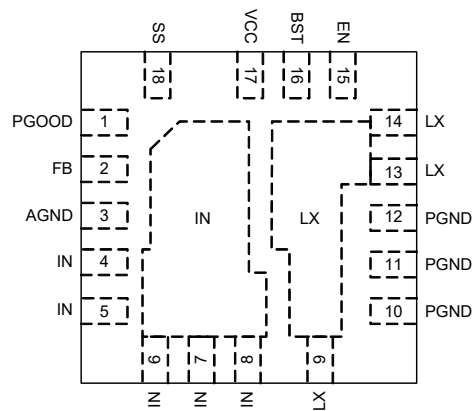 SS VCC BST EN
18 17 16 15
PGOOD 1 14 LX
FB 2 13 LX
AGND 3 IN LX 12 PGND
IN 4 11 PGND
IN 5 10 PGND
6 7 8 9
IN IN IN LX